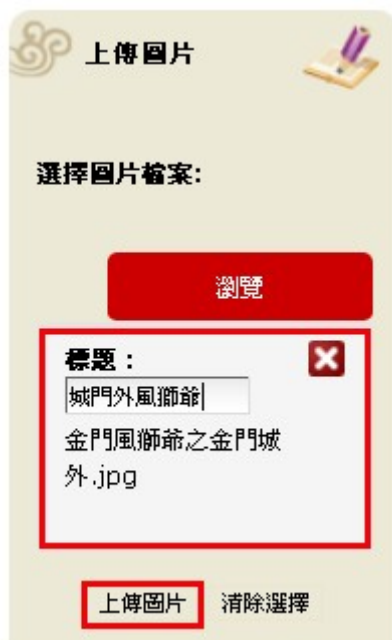 上傳圖片
選擇圖片檔案:
瀏覽
標題：
城門外風獅爺
金門風獅爺之金門城
外.jpg
上傳圖片 清除選擇